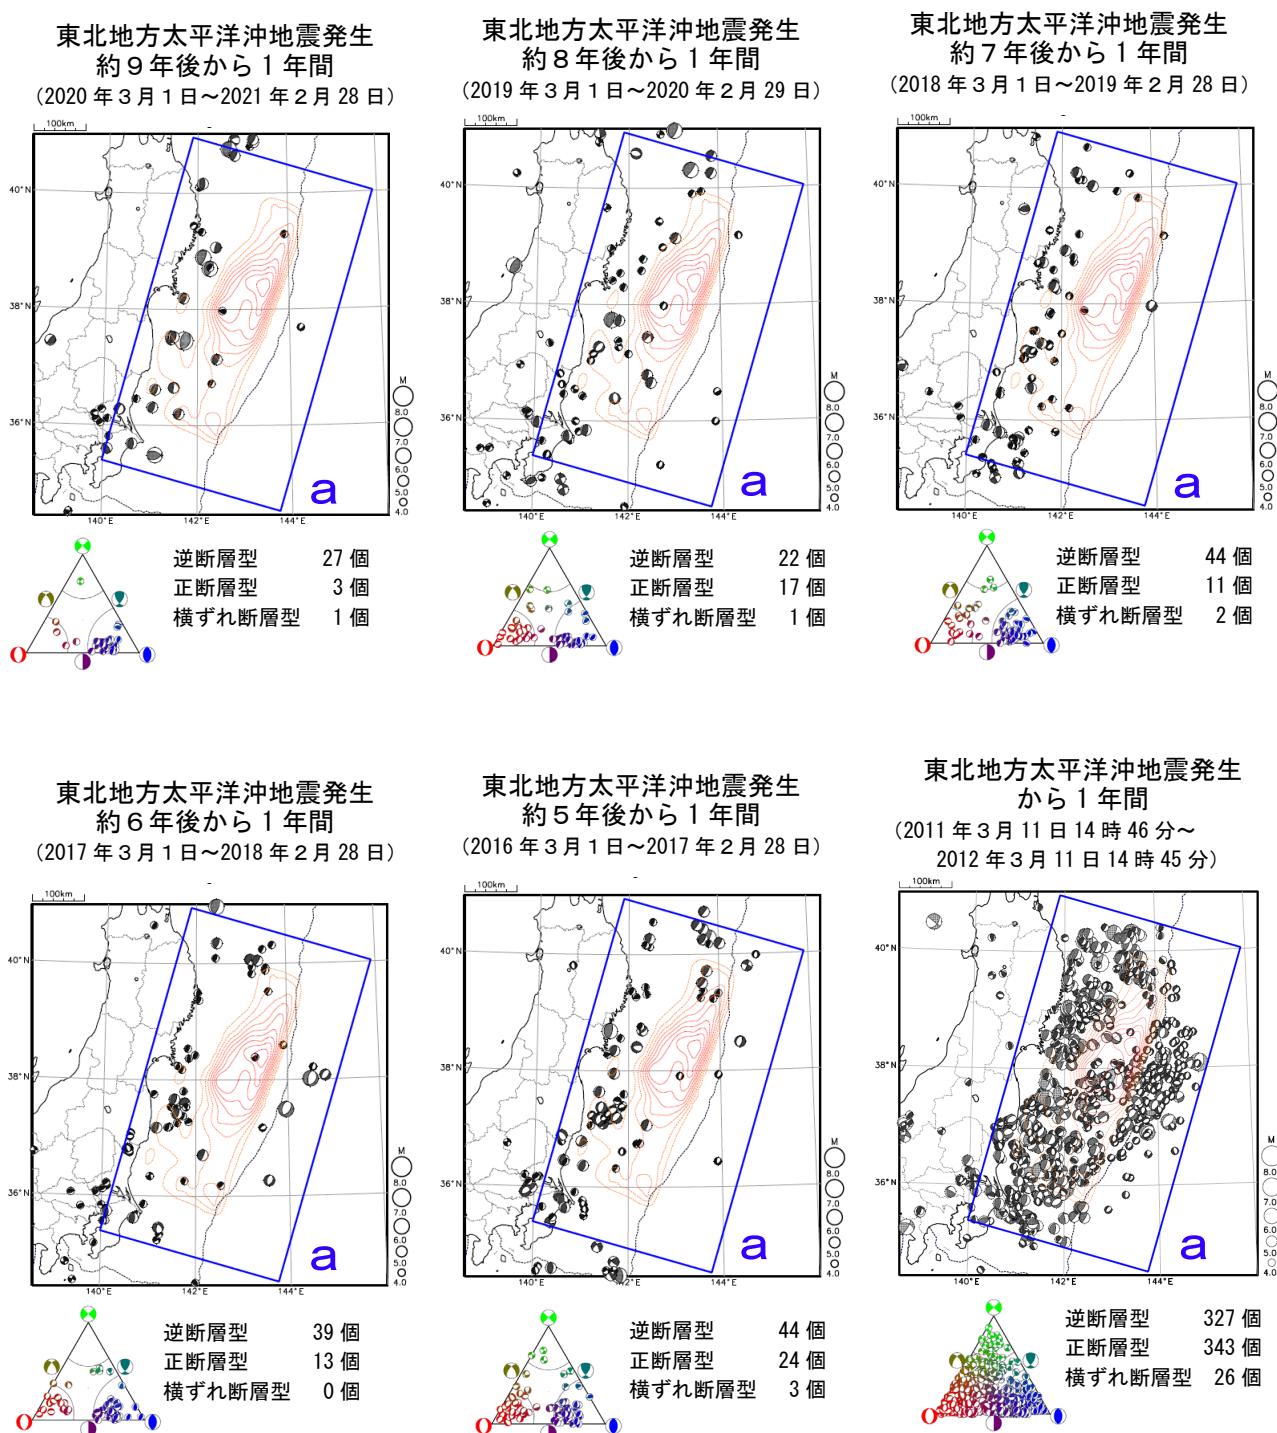 東北地方太平洋沖地震発生
約９年後から１年間
（2020 年３月１日～2021 年２月 28 日）
100km
40°N
38°N
36°N
140°E
142°E
144°E
a
M
8.0
7.0
6.0
5.0
4.0
逆断層型 27 個
正断層型 3 個
横ずれ断層型 1 個
東北地方太平洋沖地震発生
約８年後から１年間
（2019 年３月１日～2020 年２月 29 日）
100km
40°N
38°N
36°N
140°E
142°E
144°E
a
M
8.0
7.0
6.0
5.0
4.0
逆断層型 22 個
正断層型 17 個
横ずれ断層型 1 個
東北地方太平洋沖地震発生
約７年後から１年間
（2018 年３月１日～2019 年２月 28 日）
100km
40°N
38°N
36°N
140°E
142°E
144°E
a
M
8.0
7.0
6.0
5.0
4.0
逆断層型 44 個
正断層型 11 個
横ずれ断層型 2 個
東北地方太平洋沖地震発生
約６年後から１年間
（2017 年３月１日～2018 年２月 28 日）
100km
40°N
38°N
36°N
140°E
142°E
144°E
a
M
8.0
7.0
6.0
5.0
4.0
逆断層型 39 個
正断層型 13 個
横ずれ断層型 0 個
東北地方太平洋沖地震発生
約５年後から１年間
（2016 年３月１日～2017 年２月 28 日）
100km
40°N
38°N
36°N
140°E
142°E
144°E
a
M
8.0
7.0
6.0
5.0
4.0
逆断層型 44 個
正断層型 24 個
横ずれ断層型 3 個
東北地方太平洋沖地震発生
から１年間
（2011 年３月 11 日 14 時 46 分～
2012 年３月 11 日 14 時 45 分）
100km
40°N
38°N
36°N
140°E
142°E
144°E
a
M
8.0
7.0
6.0
5.0
4.0
逆断層型 327 個
正断層型 343 個
横ずれ断層型 26 個